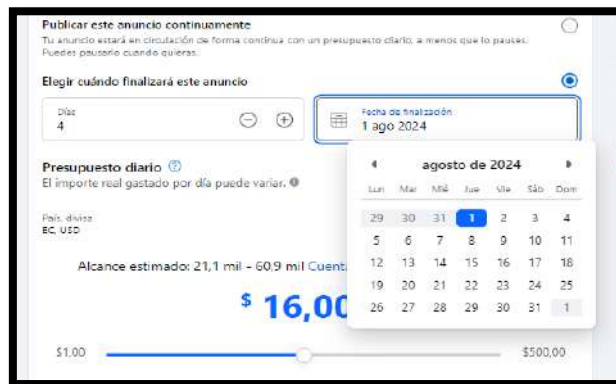 Publicar este anuncio continuamente
Tu anuncio estará en circulación de forma continua con un presupuesto diario, a menos que lo pauses.
Puedes pausarlo cuando quieras.
Elegir cuándo finalizará este anuncio
Días
4
Fecha de finalización
1 ago 2024
agosto de 2024
Lun Mar Mié Jue Vie Sáb Dom
29 30 31 1 2 3 4
5 6 7 8 9 10 11
12 13 14 15 16 17 18
19 20 21 22 23 24 25
26 27 28 29 30 31 1
Presupuesto diario
El importe real gastado por día puede variar.
País, divisa
EC, USD
Alcance estimado: 21,1 mil - 60,9 mil Cuent
$ 16,00
$1.00 $500,00